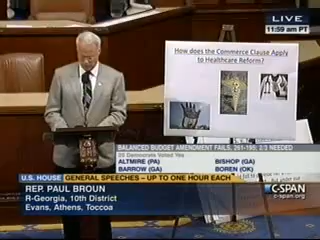 LIVE
11:59 am PT
How does the Commerce Clause Apply
to Healthcare Reform?
BALANCED BUDGET AMENDMENT FAILS, 261-165; 2/3 NEEDED
25 Democrats Voted Yes
ALTMIRE (PA)
BISHOP (GA)
BARROW (GA)
BOREN (OK)
U.S. HOUSE
GENERAL SPEECHES – UP TO ONE HOUR EACH
REP. PAUL BROUN
R-Georgia, 10th District
Evans, Athens, Toccoa
C-SPAN
c-span.org